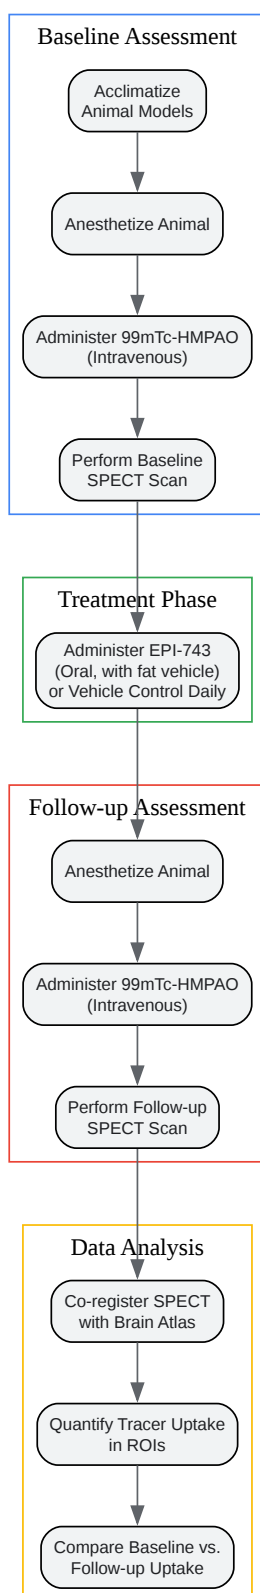 Baseline Assessment
Acclimatize
Animal Models
Anesthetize Animal
Administer 99mTc-HMPAO
(Intravenous)
Perform Baseline
SPECT Scan
Treatment Phase
Administer EPI-743
(Oral, with fat vehicle)
or Vehicle Control Daily
Follow-up Assessment
Anesthetize Animal
Administer 99mTc-HMPAO
(Intravenous)
Perform Follow-up
SPECT Scan
Data Analysis
Co-register SPECT
with Brain Atlas
Quantify Tracer Uptake
in ROIs
Compare Baseline vs.
Follow-up Uptake